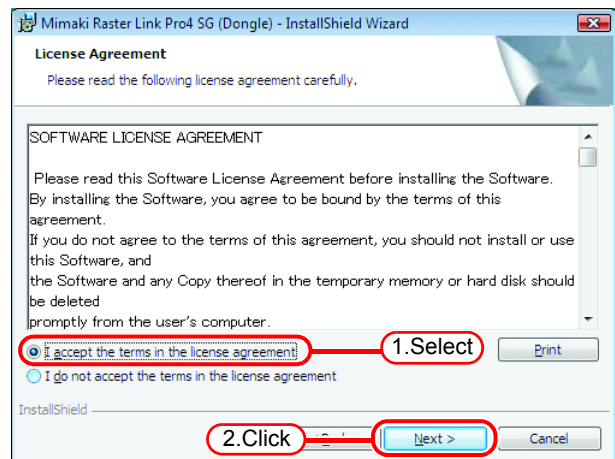 Mimaki Raster Link Pro4 SG (Dongle) - InstallShield Wizard
License Agreement
Please read the following license agreement carefully.
SOFTWARE LICENSE AGREEMENT
Please read this Software License Agreement before installing the Software.
By installing the Software, you agree to be bound by the terms of this
agreement.
If you do not agree to the terms of this agreement, you should not install or use
this Software, and
the Software and any Copy thereof in the temporary memory or hard disk should
be deleted
promptly from the user's computer.
I accept the terms in the license agreement
1.Select
Print
I do not accept the terms in the license agreement
InstallShield
2.Click
Next >
Cancel